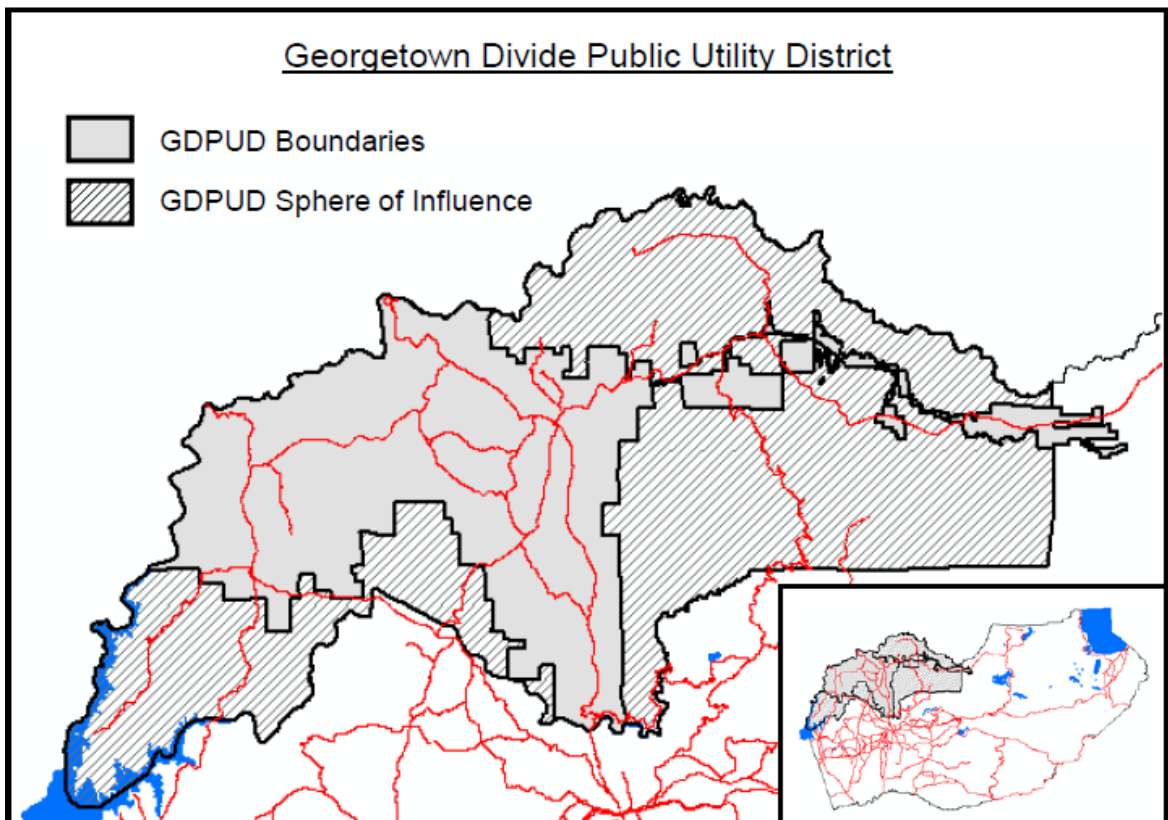 Georgetown Divide Public Utility District
GDPUD Boundaries
GDPUD Sphere of Influence